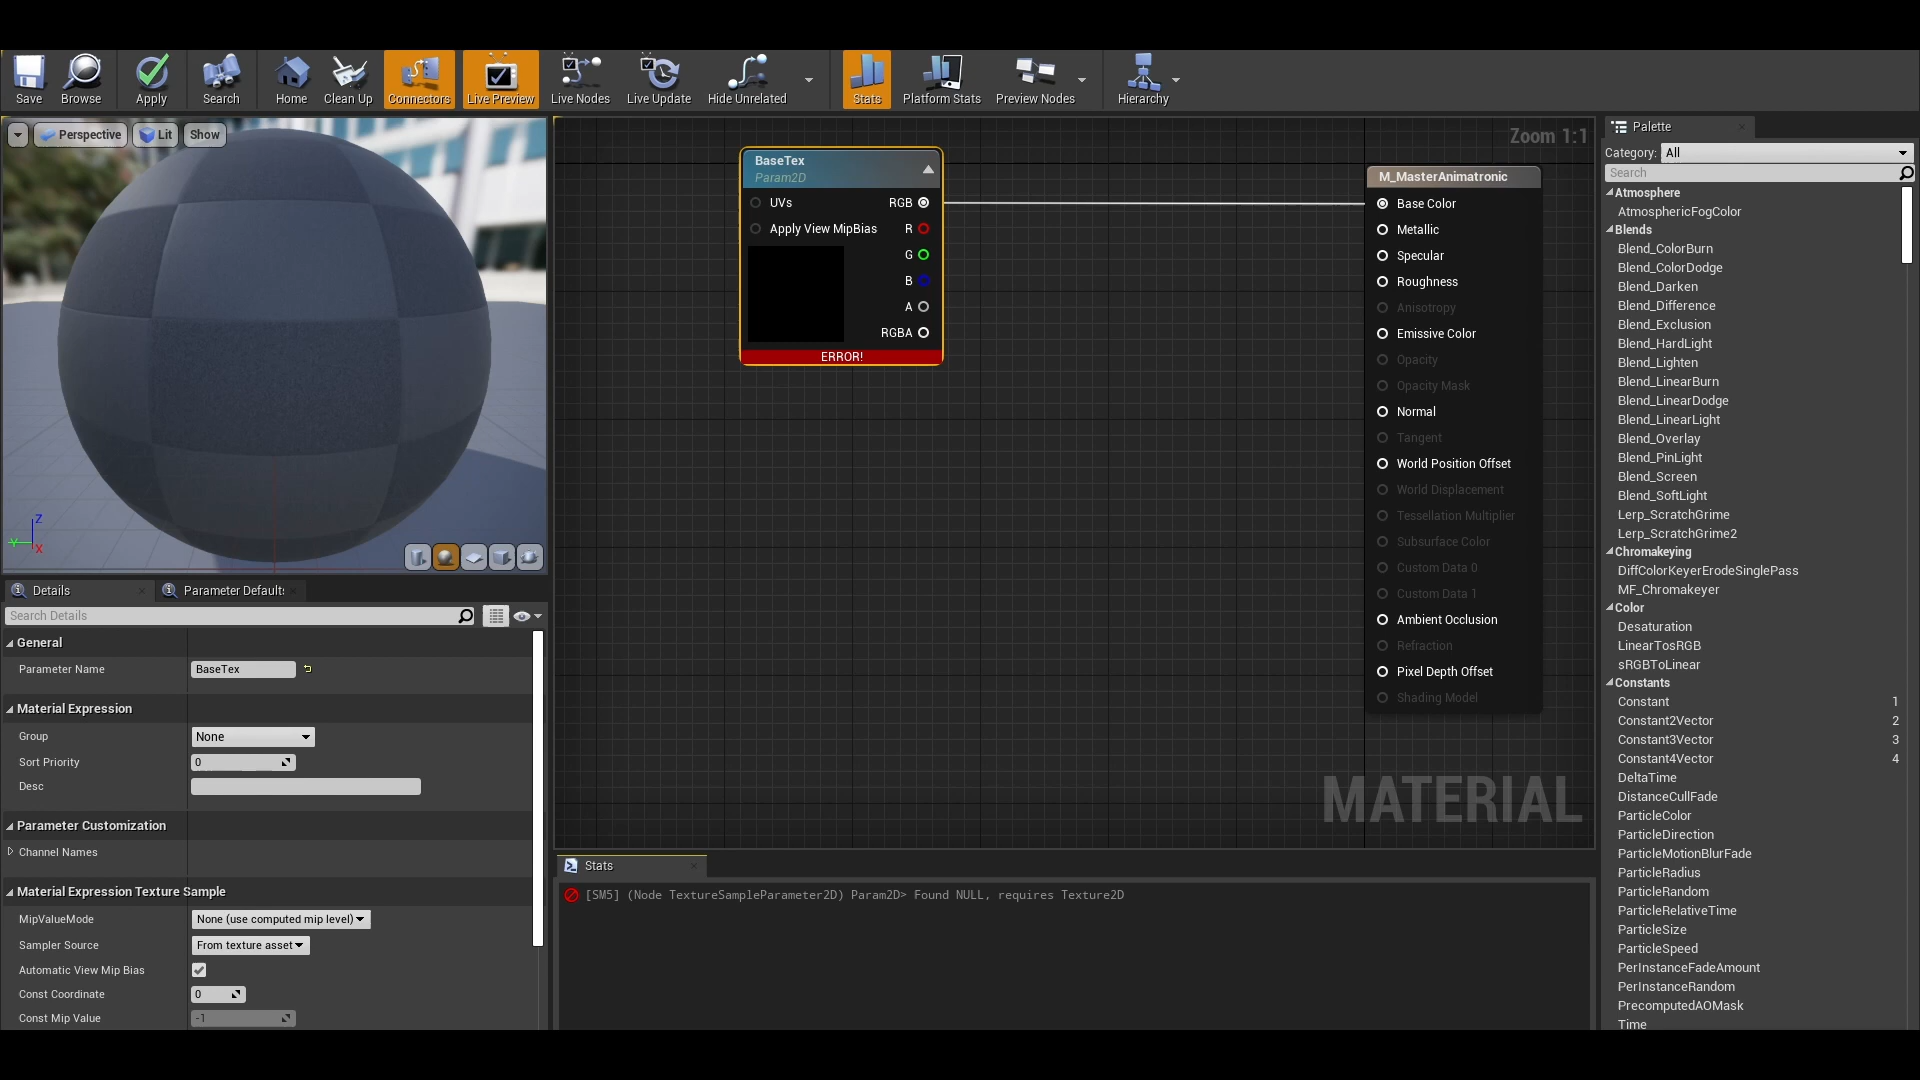 Save
Browse
Apply
Search
Home
Clean Up
Connectors
Live Preview
Live Nodes
Live Update
Hide Unrelated
Stats
Platform Stats
Preview Nodes
Hierarchy
Perspective
Lit
Show
Z
Y
X
Details
Parameter Default
Search Details
General
Parameter Name BaseTex
Material Expression
Group None
Sort Priority 0
Desc
Parameter Customization
Channel Names
Material Expression Texture Sample
MipValueMode None (use computed mip level)
Sampler Source From texture asset
Automatic View Mip Bias
Const Coordinate 0
Const Mip Value -1
Zoom 1:1
BaseTex
Param2D
UVs RGB
Apply View MipBias R
G
B
A
RGBA
ERROR!
M_MasterAnimatronic
Base Color
Metallic
Specular
Roughness
Anisotropy
Emissive Color
Opacity
Opacity Mask
Normal
Tangent
World Position Offset
World Displacement
Tessellation Multiplier
Subsurface Color
Custom Data 0
Custom Data 1
Ambient Occlusion
Refraction
Pixel Depth Offset
Shading Model
MATERIAL
Stats
[SM5] (Node TextureSampleParameter2D) Param2D> Found NULL, requires Texture2D
Palette
Category: All
Search
Atmosphere
AtmosphericFogColor
Blends
Blend_ColorBurn
Blend_ColorDodge
Blend_Darken
Blend_Difference
Blend_Exclusion
Blend_HardLight
Blend_Lighten
Blend_LinearBurn
Blend_LinearDodge
Blend_LinearLight
Blend_Overlay
Blend_PinLight
Blend_Screen
Blend_SoftLight
Lerp_ScratchGrime
Lerp_ScratchGrime2
Chromakeying
DiffColorKeyerErodeSinglePass
MF_Chromakeyer
Color
Desaturation
LinearTosRGB
sRGBToLinear
Constants
Constant 1
Constant2Vector 2
Constant3Vector 3
Constant4Vector 4
DeltaTime
DistanceCullFade
ParticleColor
ParticleDirection
ParticleMotionBlurFade
ParticleRadius
ParticleRandom
ParticleRelativeTime
ParticleSize
ParticleSpeed
PerInstanceFadeAmount
PerInstanceRandom
PrecomputedAOMask
Time